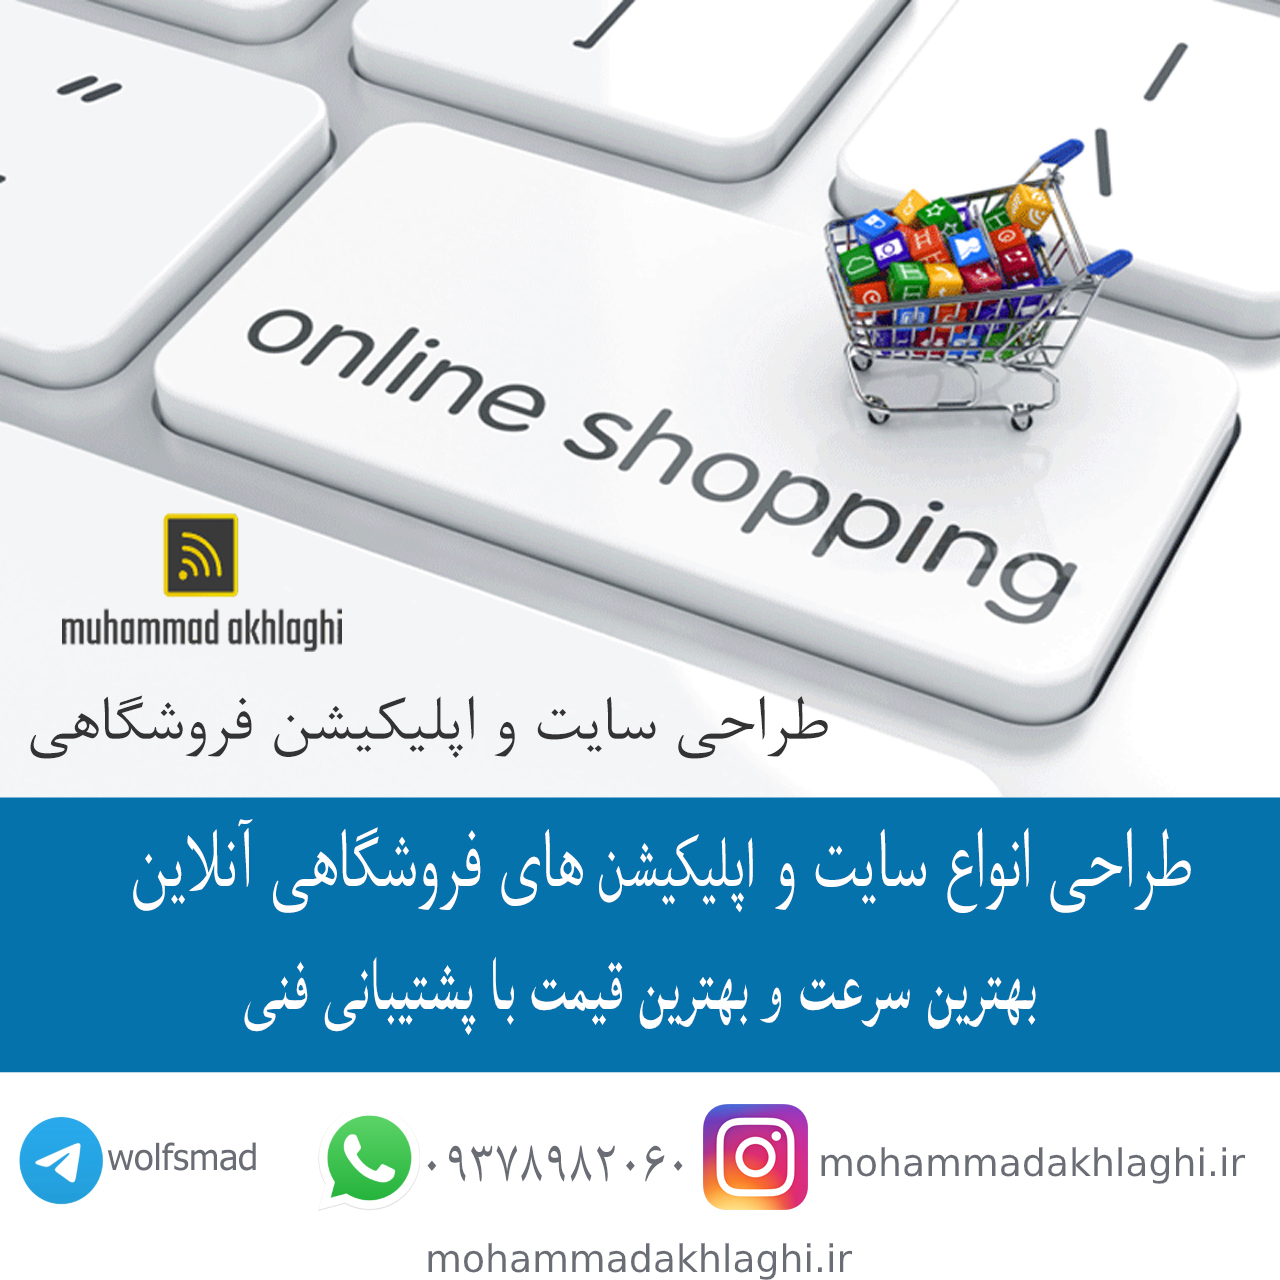 online shopping
muhammad akhlaghi
طراحی سایت و اپلیکیشن فروشگاهی
طراحی انواع سایت و اپلیکیشن های فروشگاهی آنلاین
بهترین سرعت و بهترین قیمت با پشتیبانی فنی
wolfsmad
۰۹۳۷۸۹۸۲۰۶۰
mohammadakhlaghi.ir
mohammadakhlaghi.ir